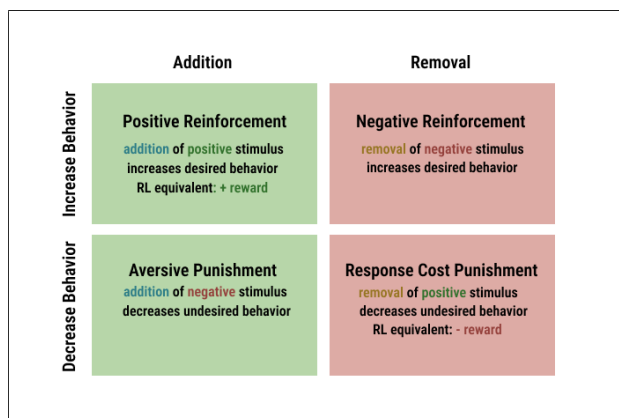 Addition
Removal
Increase Behavior
Positive Reinforcement
addition of positive stimulus
increases desired behavior
RL equivalent: + reward
Negative Reinforcement
removal of negative stimulus
increases desired behavior
Decrease Behavior
Aversive Punishment
addition of negative stimulus
decreases undesired behavior
Response Cost Punishment
removal of positive stimulus
decreases undesired behavior
RL equivalent: - reward